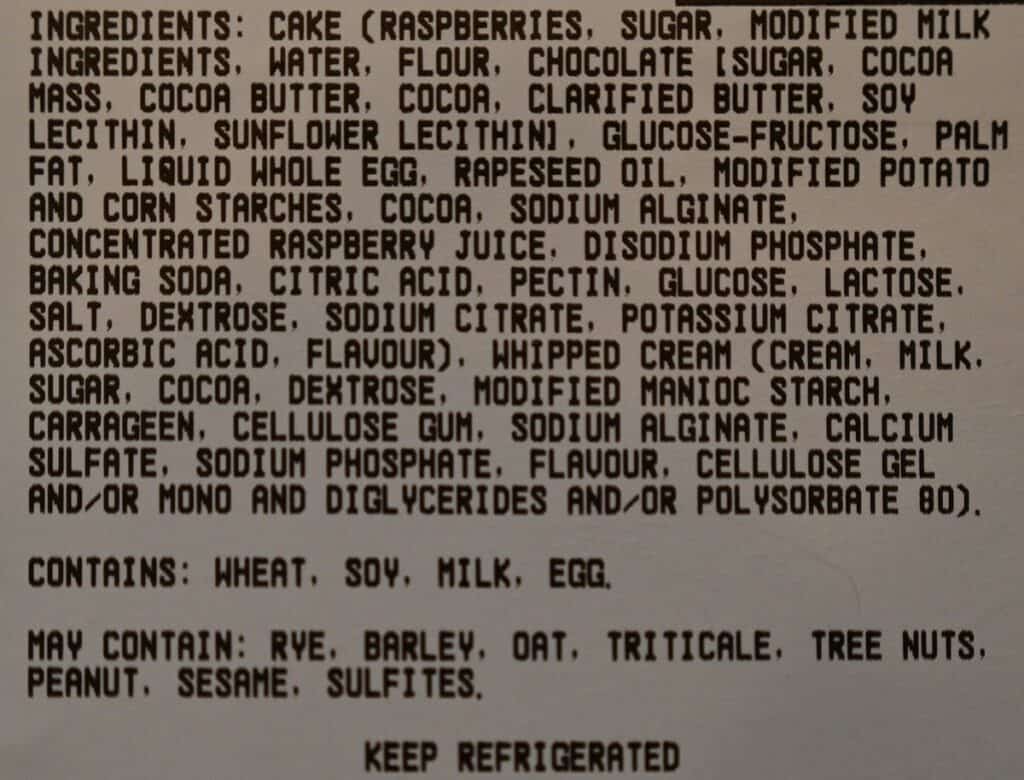 INGREDIENTS: CAKE (RASPBERRIES, SUGAR, MODIFIED MILK
INGREDIENTS, WATER, FLOUR, CHOCOLATE [SUGAR, COCOA
MASS, COCOA BUTTER, COCOA, CLARIFIED BUTTER, SOY
LECITHIN, SUNFLOWER LECITHIN], GLUCOSE-FRUCTOSE, PALM
FAT, LIQUID WHOLE EGG, RAPESEED OIL, MODIFIED POTATO
AND CORN STARCHES, COCOA, SODIUM ALGINATE,
CONCENTRATED RASPBERRY JUICE, DISODIUM PHOSPHATE,
BAKING SODA, CITRIC ACID, PECTIN, GLUCOSE, LACTOSE,
SALT, DEXTROSE, SODIUM CITRATE, POTASSIUM CITRATE,
ASCORBIC ACID, FLAVOUR), WHIPPED CREAM (CREAM, MILK,
SUGAR, COCOA, DEXTROSE, MODIFIED MANIOC STARCH,
CARRAGEEN, CELLULOSE GUM, SODIUM ALGINATE, CALCIUM
SULFATE, SODIUM PHOSPHATE, FLAVOUR, CELLULOSE GEL
AND/OR MONO AND DIGLYCERIDES AND/OR POLYSORBATE 80).
CONTAINS: WHEAT, SOY, MILK, EGG.
MAY CONTAIN: RYE, BARLEY, OAT, TRITICALE, TREE NUTS,
PEANUT, SESAME, SULFITES.
KEEP REFRIGERATED